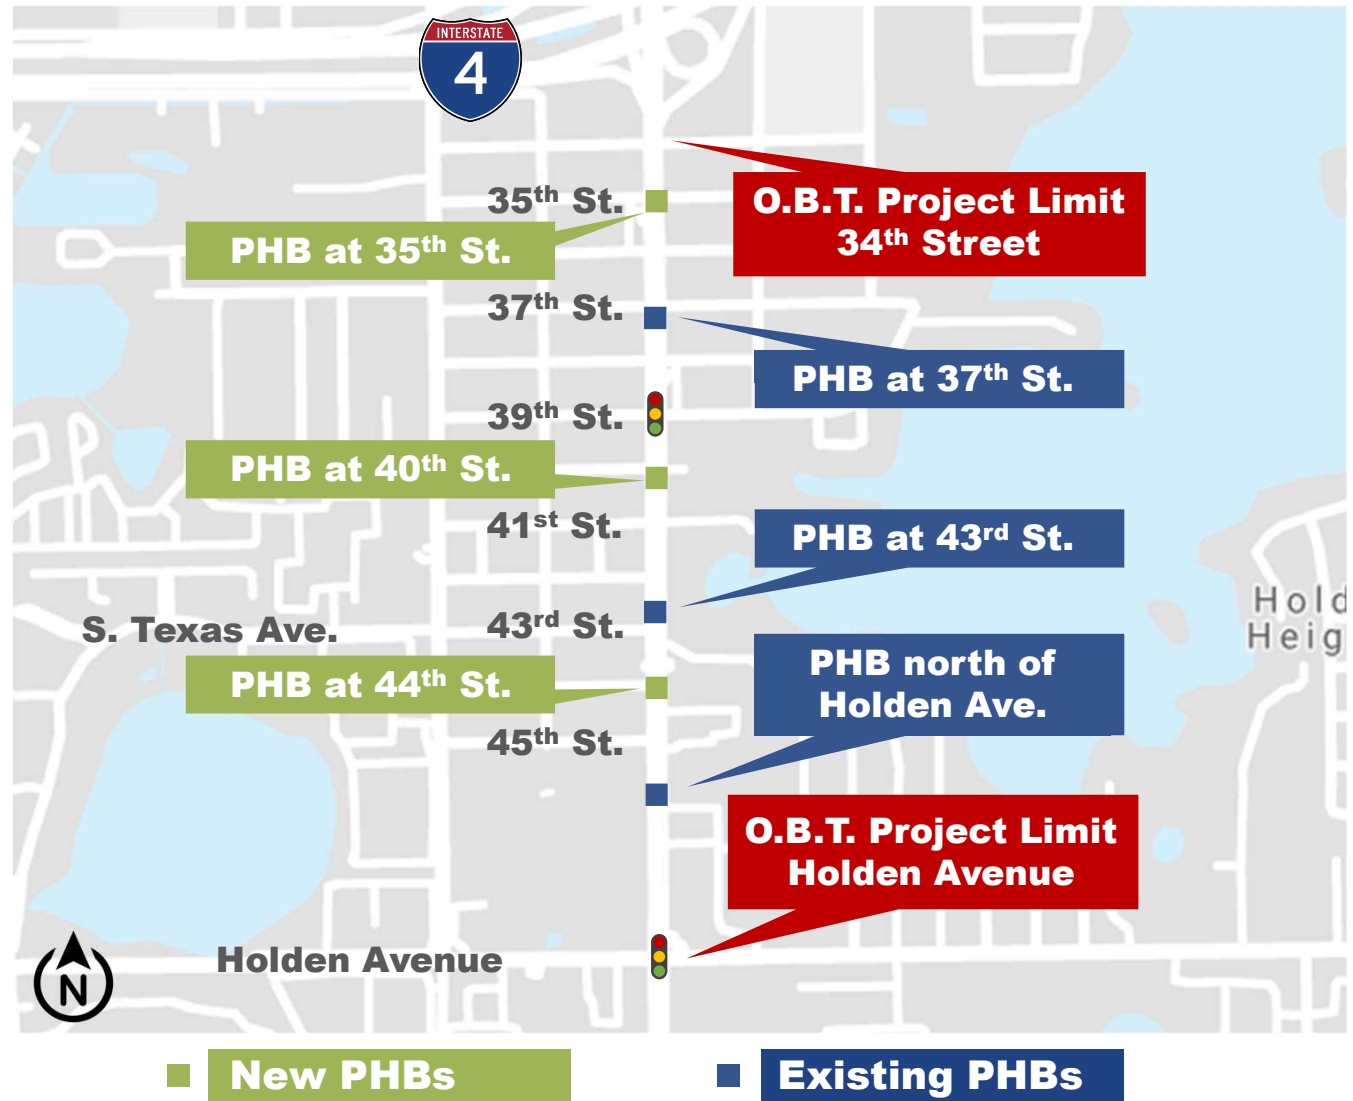 INTERSTATE
4
35th St.
O.B.T. Project Limit
34th Street
PHB at 35th St.
37th St.
PHB at 37th St.
39th St.
PHB at 40th St.
41st St.
PHB at 43rd St.
S. Texas Ave.
43rd St.
Hold
Heig
PHB north of
Holden Ave.
PHB at 44th St.
45th St.
O.B.T. Project Limit
Holden Avenue
Holden Avenue
N
New PHBs
Existing PHBs